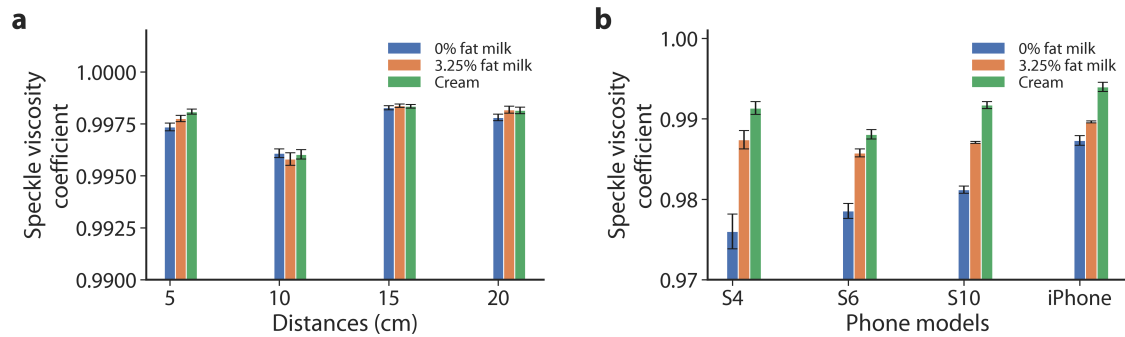 a
Speckle viscosity
coefficient
1.0000
0.9975
0.9950
0.9925
0.9900
0% fat milk
3.25% fat milk
Cream
5 10 15 20
Distances (cm)
b
Speckle viscosity
coefficient
1.00
0.99
0.98
0.97
0% fat milk
3.25% fat milk
Cream
S4 S6 S10 iPhone
Phone models